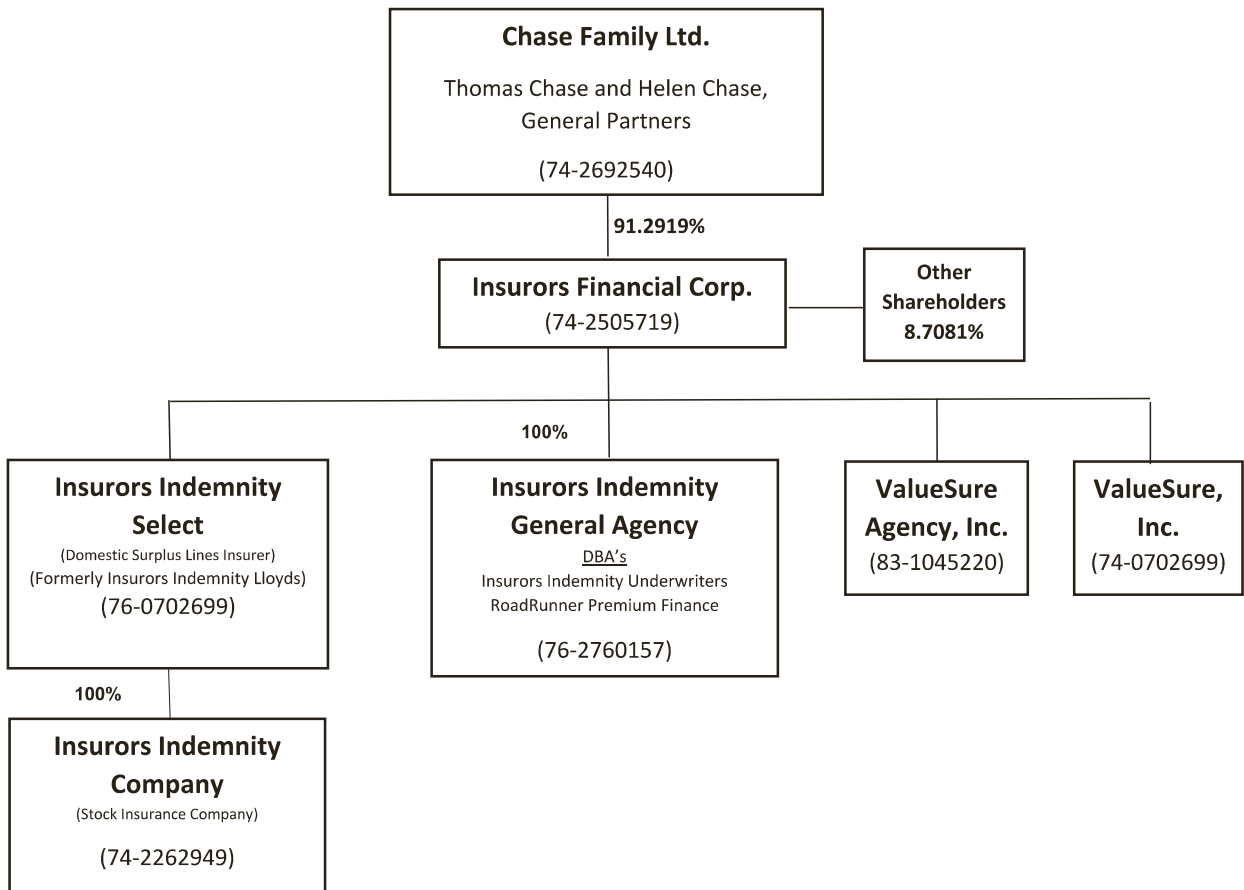 Chase Family Ltd.
Thomas Chase and Helen Chase,
General Partners
(74-2692540)
91.2919%
Insurors Financial Corp.
(74-2505719)
Other
Shareholders
8.7081%
100%
Insurors Indemnity
Select
(Domestic Surplus Lines Insurer)
(Formerly Insurors Indemnity Lloyds)
(76-0702699)
Insurors Indemnity
General Agency
DBA's
Insurors Indemnity Underwriters
RoadRunner Premium Finance
(76-2760157)
ValueSure
Agency, Inc.
(83-1045220)
ValueSure,
Inc.
(74-0702699)
100%
Insurors Indemnity
Company
(Stock Insurance Company)
(74-2262949)